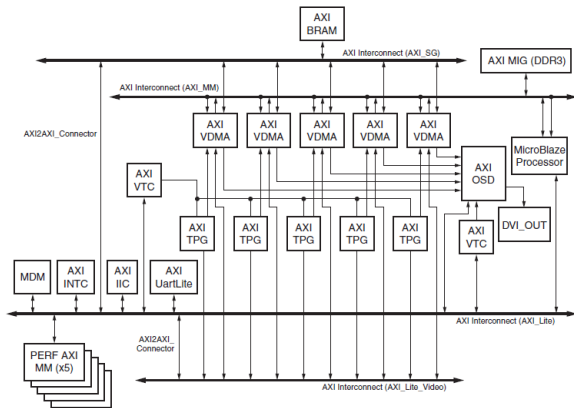 AXI
BRAM
AXI Interconnect (AXI_SG)
AXI MIG (DDR3)
AXI Interconnect (AXI_MM)
AXI2AXI_Connector
AXI
VDMA
AXI
VDMA
AXI
VDMA
AXI
VDMA
AXI
VDMA
MicroBlaze
Processor
AXI
OSD
AXI
VTC
DVI_OUT
AXI
TPG
AXI
TPG
AXI
TPG
AXI
TPG
AXI
TPG
AXI
VTC
MDM
AXI
INTC
AXI
IIC
AXI
UartLite
AXI Interconnect (AXI_Lite)
AXI2AXI_
Connector
PERF AXI
MM (x5)
AXI Interconnect (AXI_Lite_Video)